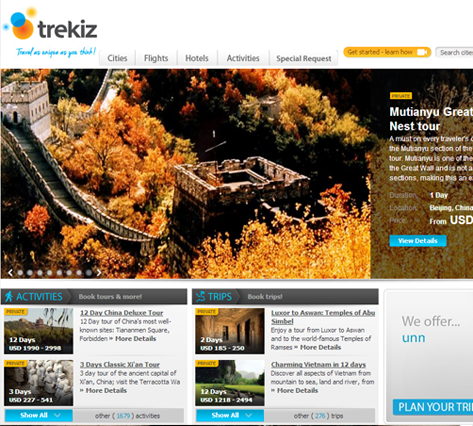 trekiz
Travel as unique as you think!
Cities
Flights
Hotels
Activities
Special Request
Get started - learn how
Search citie
PRIVATE
Mutianyu Great
Nest tour
A must on every traveler's
the Mutianyu section of the
tour. Mutianyu is one of the
the Great Wall and is not a
sections, making this an e
Duration: 1 Day
Location: Beijing, China
Price: From USD
View Details
ACTIVITIES
Book tours & more!
PRIVATE
12 Days
USD 1990 - 2998
12 Day China Deluxe Tour
12 Day tour of China's most well-
known sites: Tiananmen Square,
Forbidden » More Details
PRIVATE
3 Days
USD 227 - 541
3 Days Classic Xi'an Tour
3 day tour of the ancient capital of
Xi'an, China; visit the Terracotta Wa
» More Details
Show All
other ( 1679 ) activities
TRIPS
Book trips!
PRIVATE
2 Days
USD 185 - 250
Luxor to Aswan: Temples of Abu
Simbel
Enjoy a tour from Luxor to Aswan
and to the world-famous Temples of
Ramses » More Details
PRIVATE
12 Days
USD 1218 - 2494
Charming Vietnam in 12 days
Discover all aspects of Vietnam from
mountain to sea, land and river, from
» More Details
Show All
other ( 276 ) trips
We offer...
unn
PLAN YOUR TRI